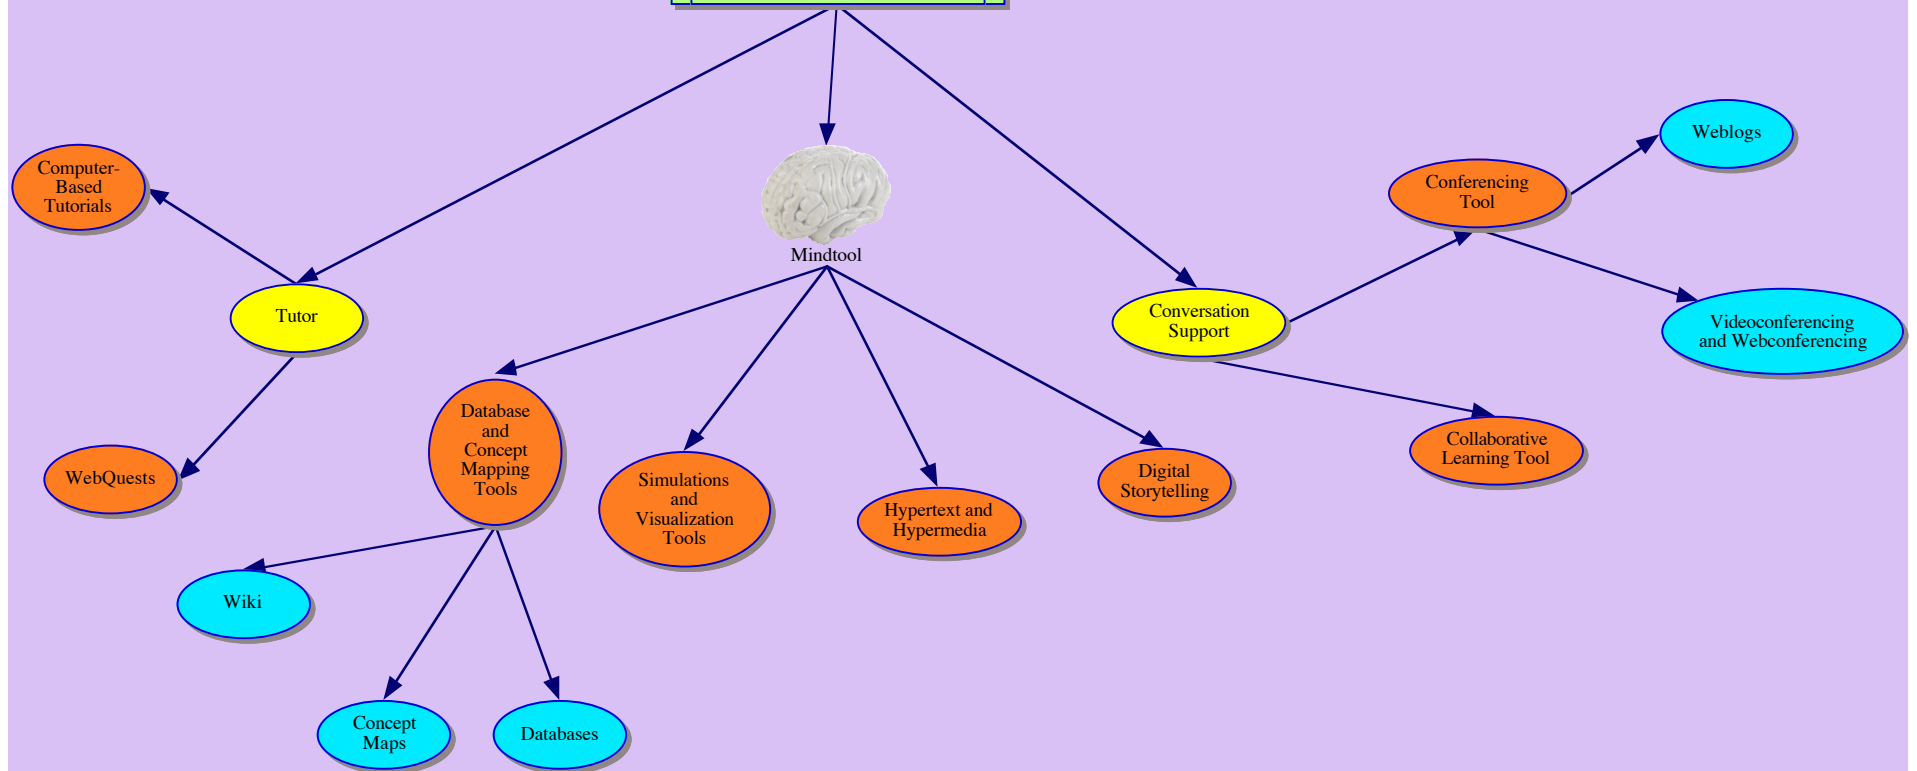 Weblogs
Computer-
Based
Tutorials
Conferencing
Tool
Mindtool
Tutor
Conversation
Support
Videoconferencing
and Webconferencing
Database
and
Concept
Mapping
Tools
Collaborative
Learning Tool
WebQuests
Simulations
and
Visualization
Tools
Hypertext and
Hypermedia
Digital
Storytelling
Wiki
Concept
Maps
Databases